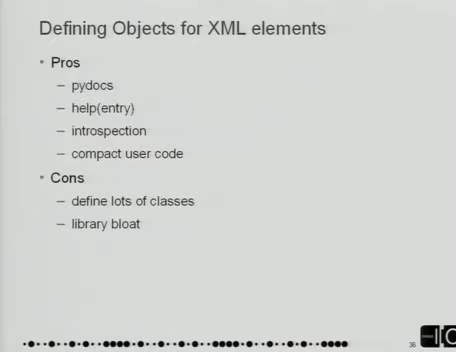 Defining Objects for XML elements
• Pros
– pydocs
– help(entry)
– introspection
– compact user code
• Cons
– define lots of classes
– library bloat
36